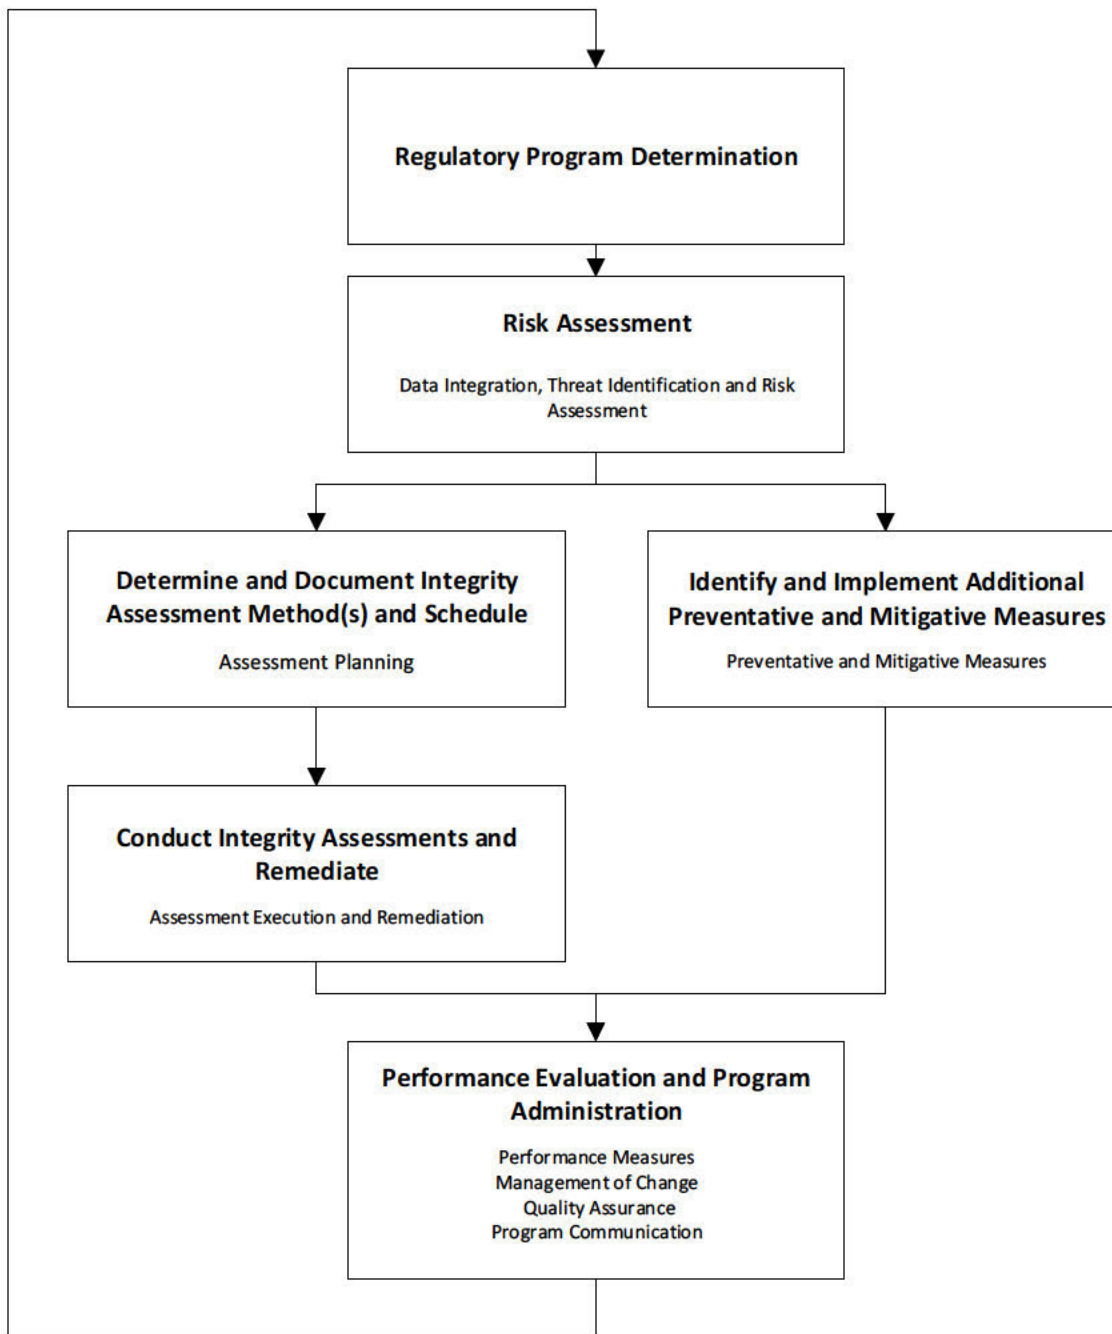 Regulatory Program Determination
Risk Assessment
Data Integration, Threat Identification and Risk
Assessment
Determine and Document Integrity
Assessment Method(s) and Schedule
Assessment Planning
Identify and Implement Additional
Preventative and Mitigative Measures
Preventative and Mitigative Measures
Conduct Integrity Assessments and
Remediate
Assessment Execution and Remediation
Performance Evaluation and Program
Administration
Performance Measures
Management of Change
Quality Assurance
Program Communication